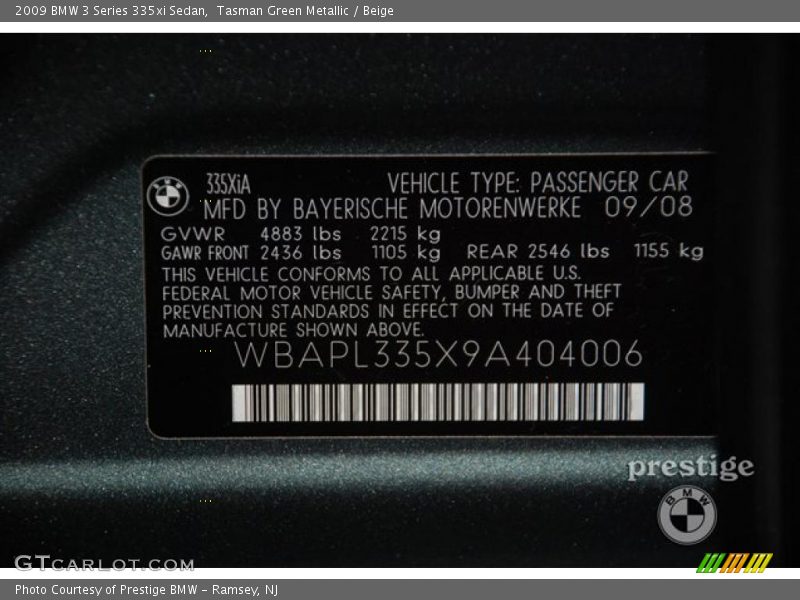 2009 BMW 3 Series 335xi Sedan, Tasman Green Metallic / Beige
335XiA VEHICLE TYPE: PASSENGER CAR
MFD BY BAYERISCHE MOTORENWERKE 09/08
GVWR 4883 lbs 2215 kg
GAWR FRONT 2436 lbs 1105 kg REAR 2546 lbs 1155 kg
THIS VEHICLE CONFORMS TO ALL APPLICABLE U.S.
FEDERAL MOTOR VEHICLE SAFETY, BUMPER AND THEFT
PREVENTION STANDARDS IN EFFECT ON THE DATE OF
MANUFACTURE SHOWN ABOVE.
WBAPL335X9A404006
prestige
BMW
GTCARLOT.COM
Photo Courtesy of Prestige BMW - Ramsey, NJ